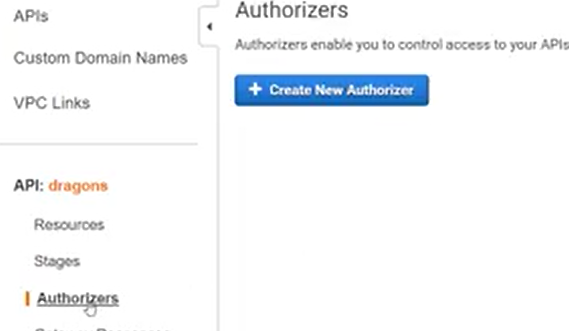 APIs
Custom Domain Names
VPC Links
API: dragons
Resources
Stages
Authorizers
Authorizers
Authorizers enable you to control access to your APIs
+ Create New Authorizer